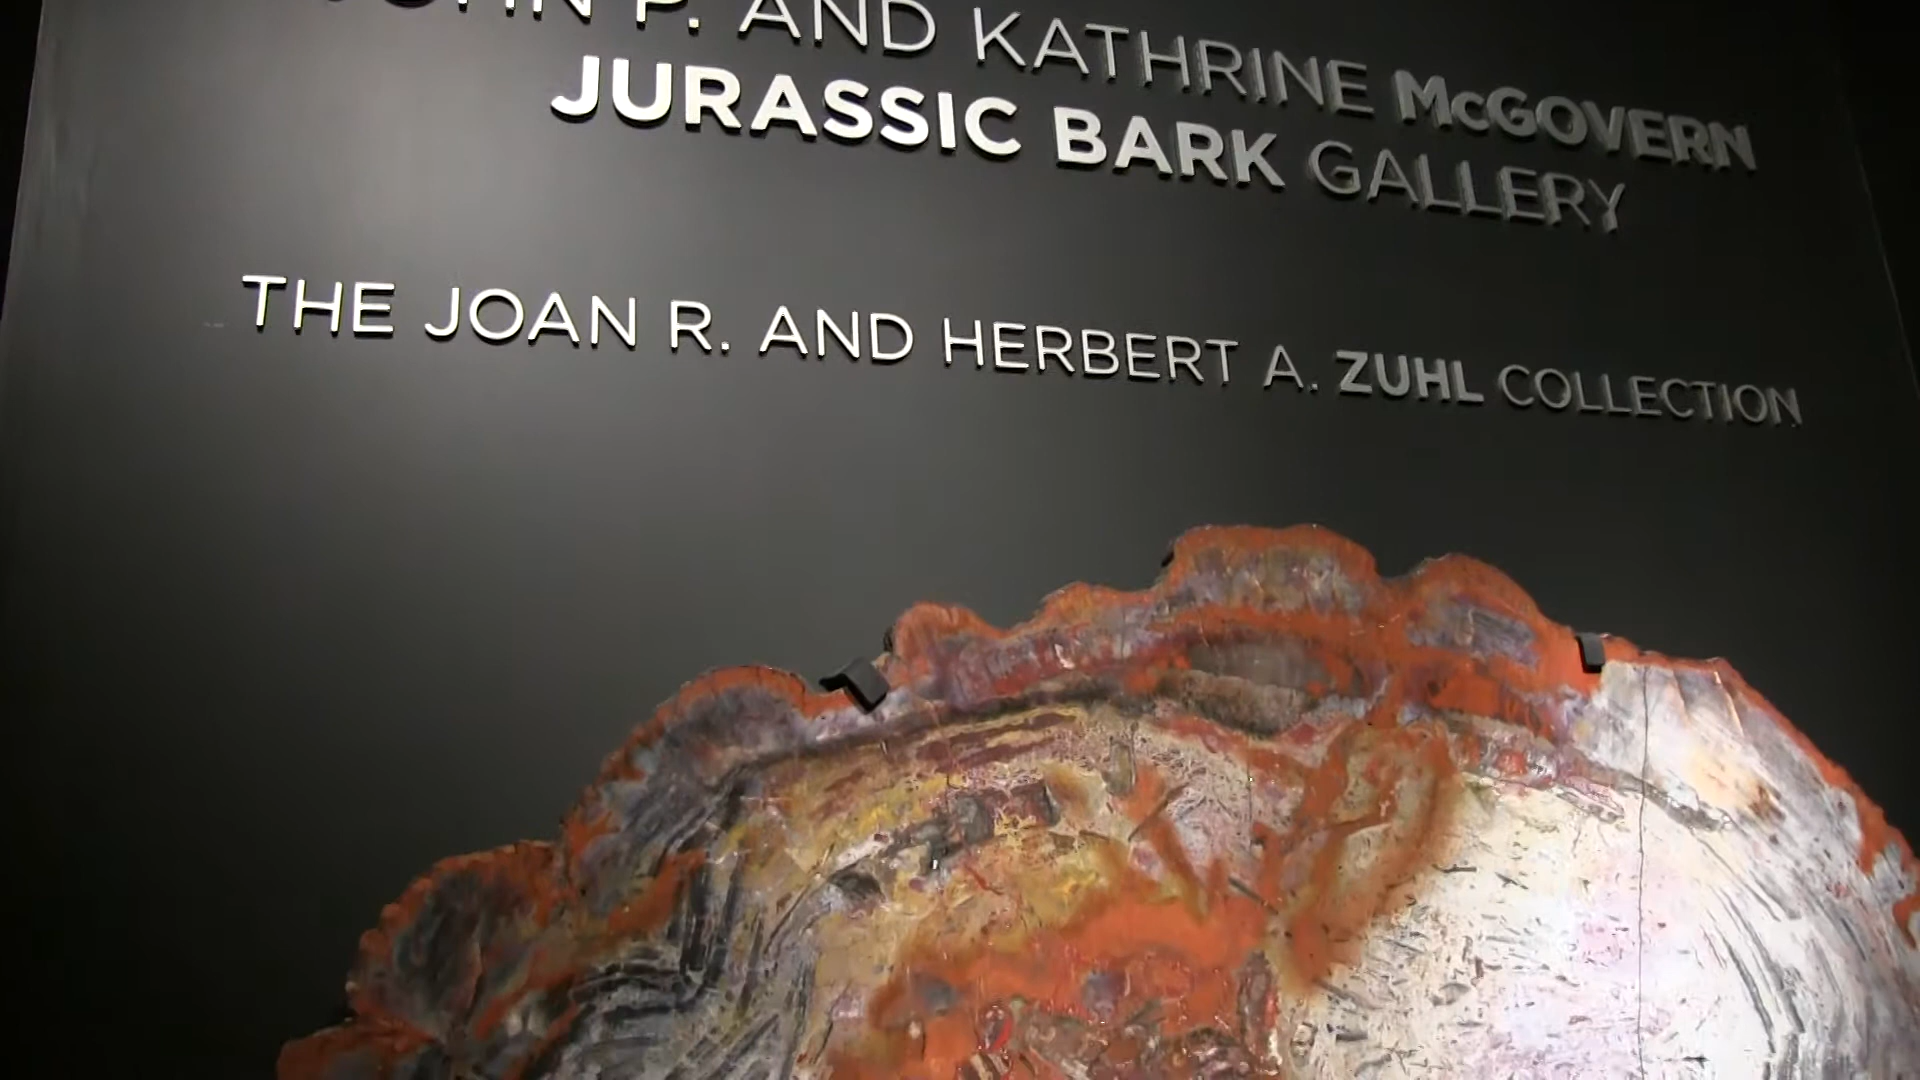 P. AND KATHRINE McGOVERN
JURASSIC BARK GALLERY
THE JOAN R. AND HERBERT A. ZUHL COLLECTION